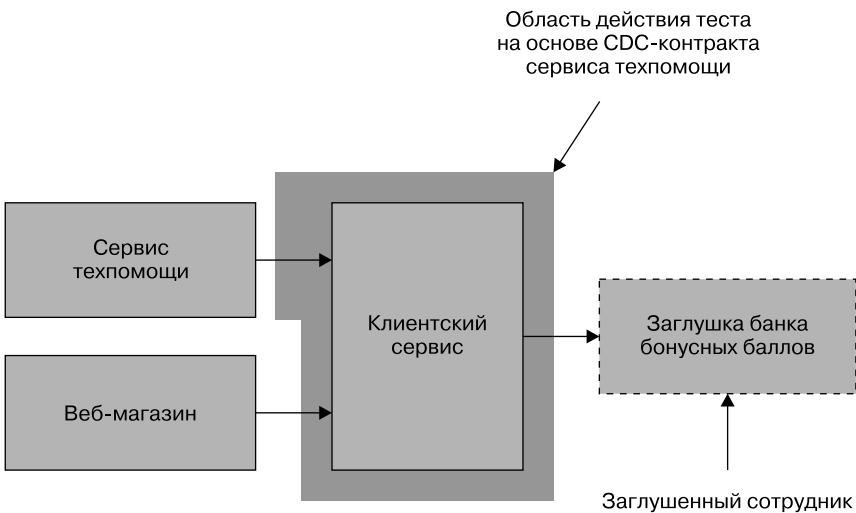 Область действия теста
на основе CDC-контракта
сервиса техпомощи
Сервис
техпомощи
Клиентский
сервис
Заглушка банка
бонусных баллов
Веб-магазин
Заглушенный сотрудник